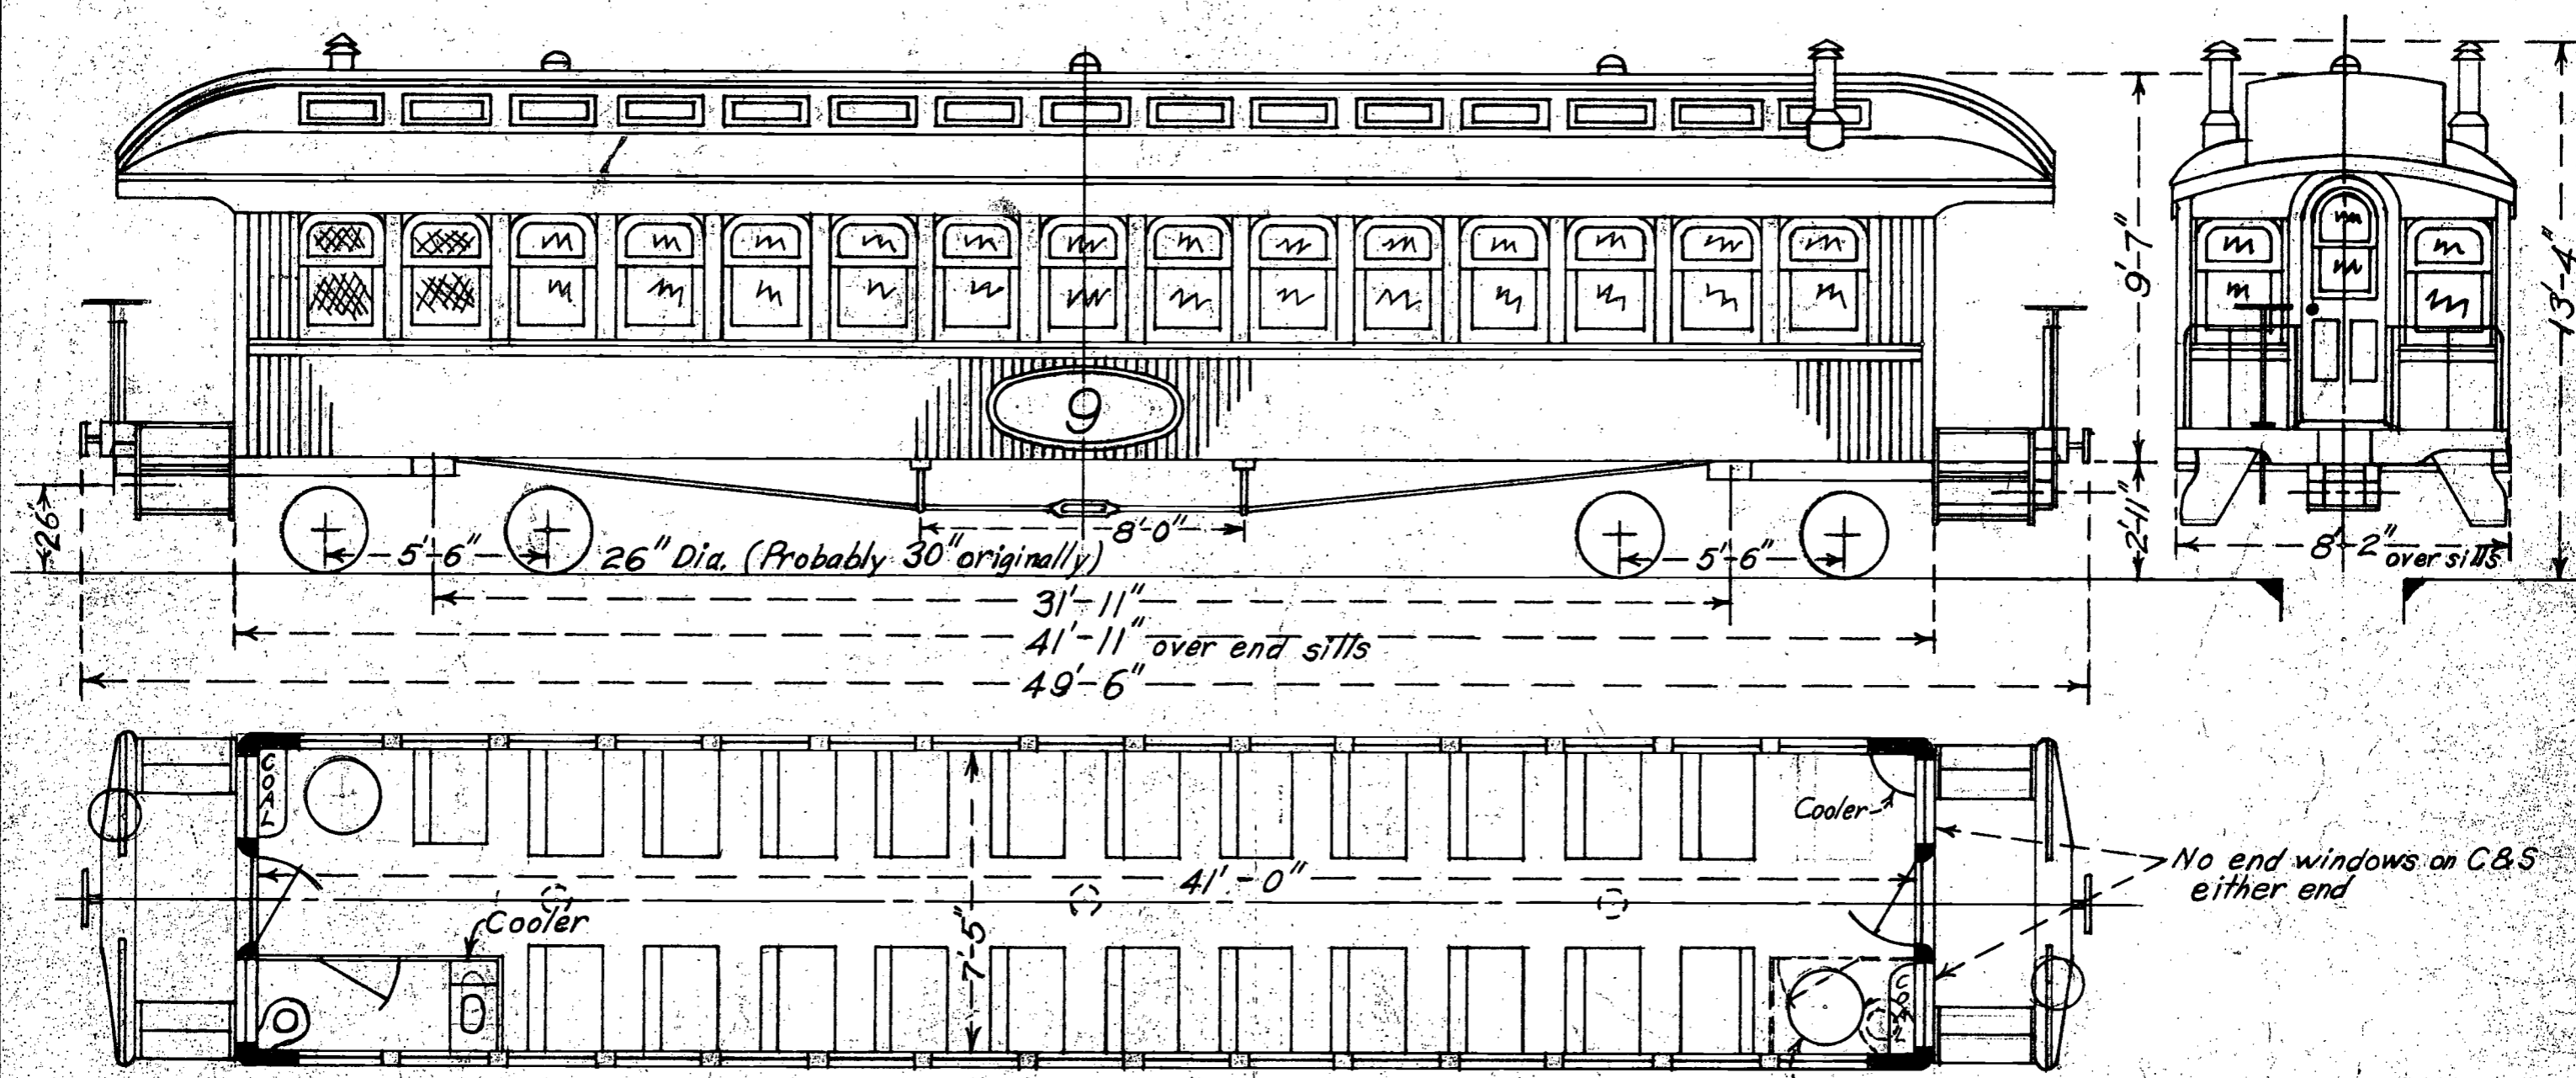 9
9'-7"
13'-4"
26"
5'-6"
26" Dia. (Probably 30" originally)
8'-0"
5'-6"
2'-11"
8'-2" over sills
31'-11"
41'-11" over end sills
49'-6"
COAL
Cooler
41'-0"
No end windows on C&S
either end
Cooler
7'-5"
COAL